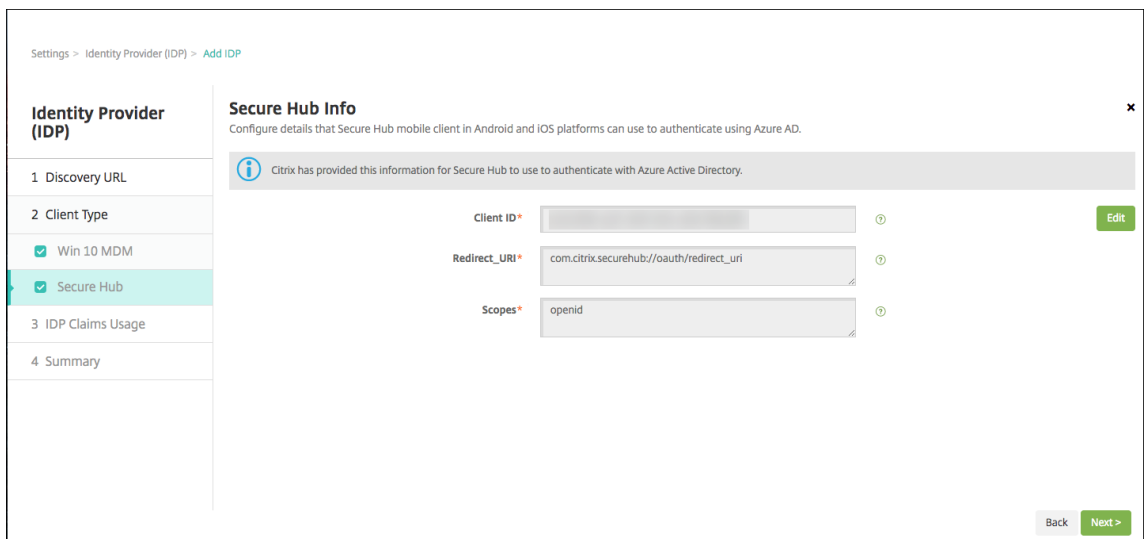 Settings > Identity Provider (IDP) > Add IDP
Identity Provider
(IDP)
1 Discovery URL
2 Client Type
Win 10 MDM
Secure Hub
3 IDP Claims Usage
4 Summary
Secure Hub Info
Configure details that Secure Hub mobile client in Android and iOS platforms can use to authenticate using Azure AD.
Citrix has provided this information for Secure Hub to use to authenticate with Azure Active Directory.
Client ID*
Edit
Redirect_URI* com.citrix.securehub://oauth/redirect_uri
Scopes* openid
Back Next >